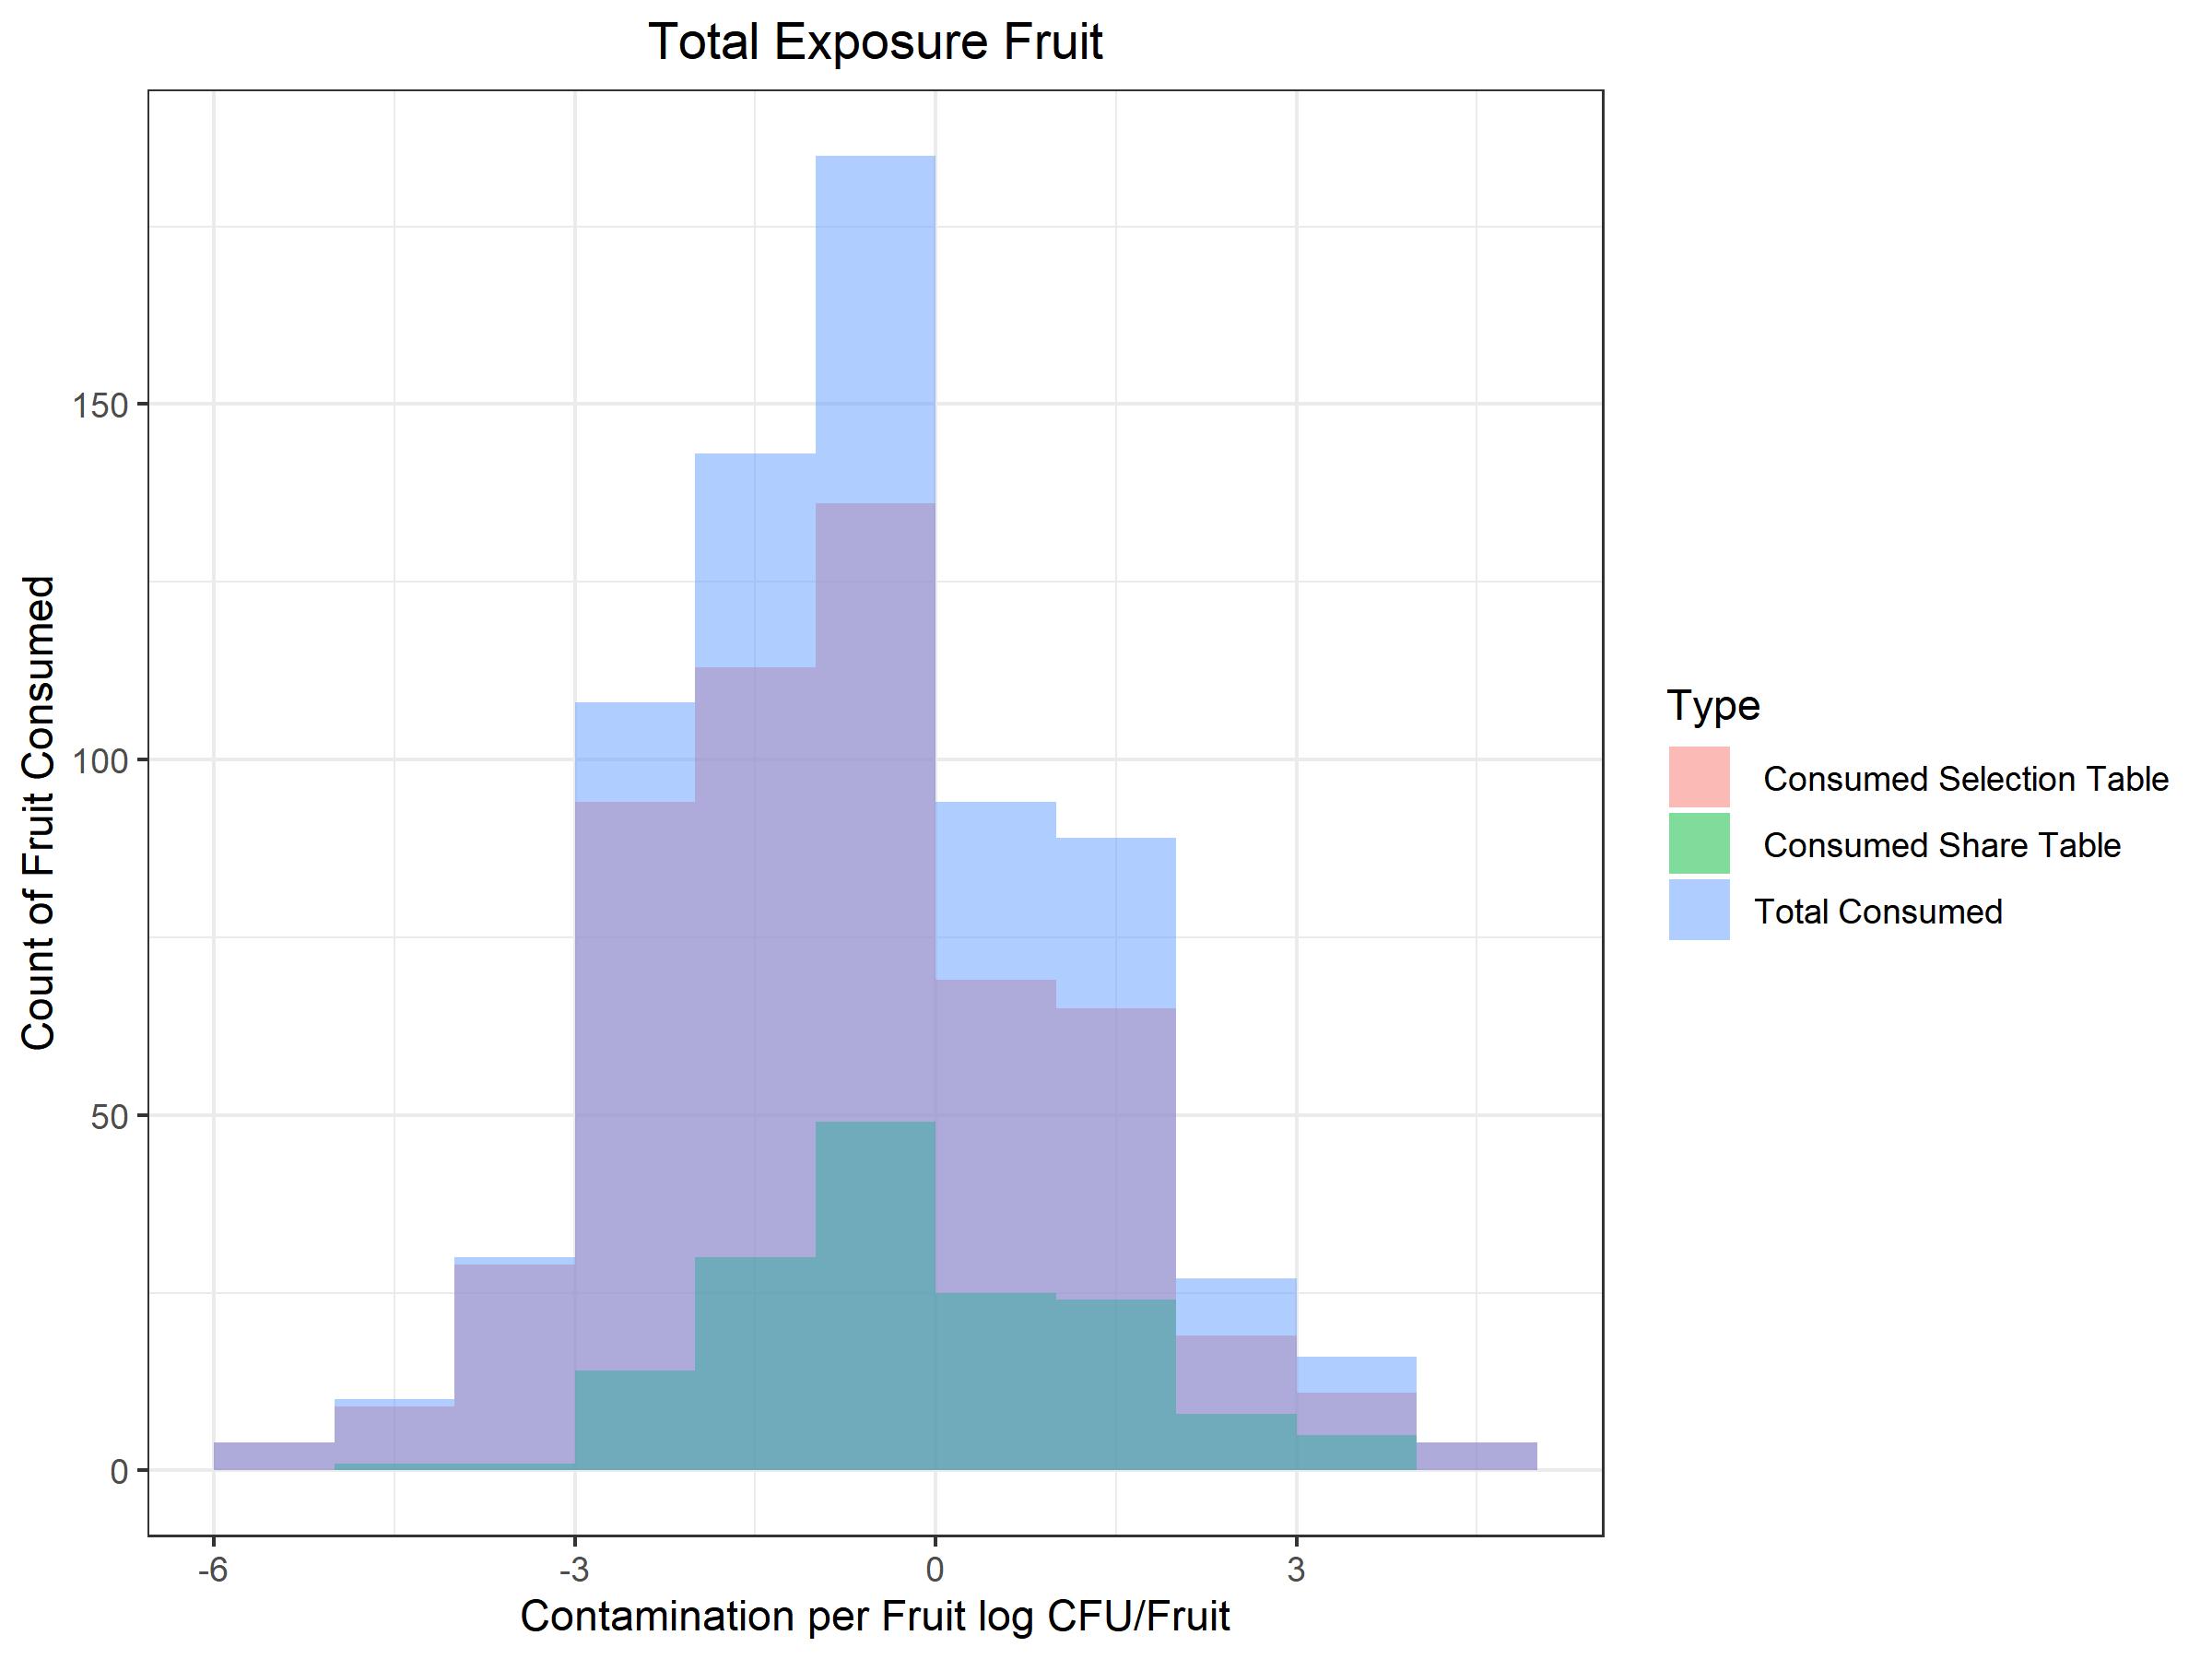 Total Exposure Fruit
Count of Fruit Consumed
150
100
50
0
-6
-3
0
3
Contamination per Fruit log CFU/Fruit
Type
Consumed Selection Table
Consumed Share Table
Total Consumed